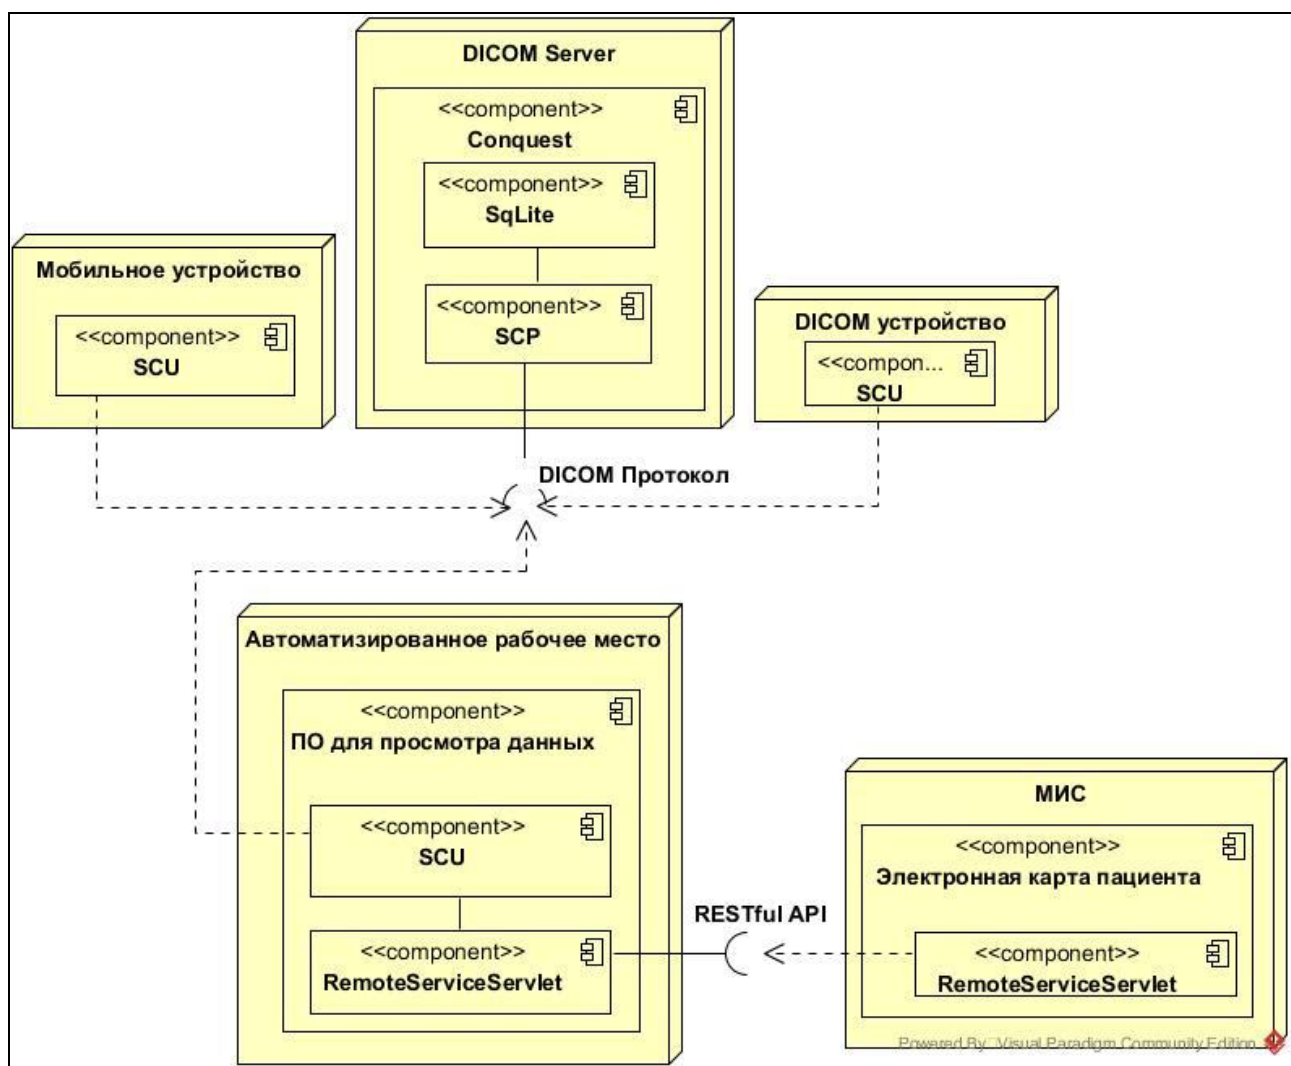 DICOM Server
<<component>>
Conquest
<<component>>
SqLite
<<component>>
SCP
Мобильное устройство
<<component>>
SCU
DICOM устройство
<<compon...
SCU
DICOM Протокол
Автоматизированное рабочее место
<<component>>
ПО для просмотра данных
<<component>>
SCU
<<component>>
RemoteServiceServlet
RESTful API
МИС
<<component>>
Электронная карта пациента
<<component>>
RemoteServiceServlet
Powered By Visual Paradigm Community Edition